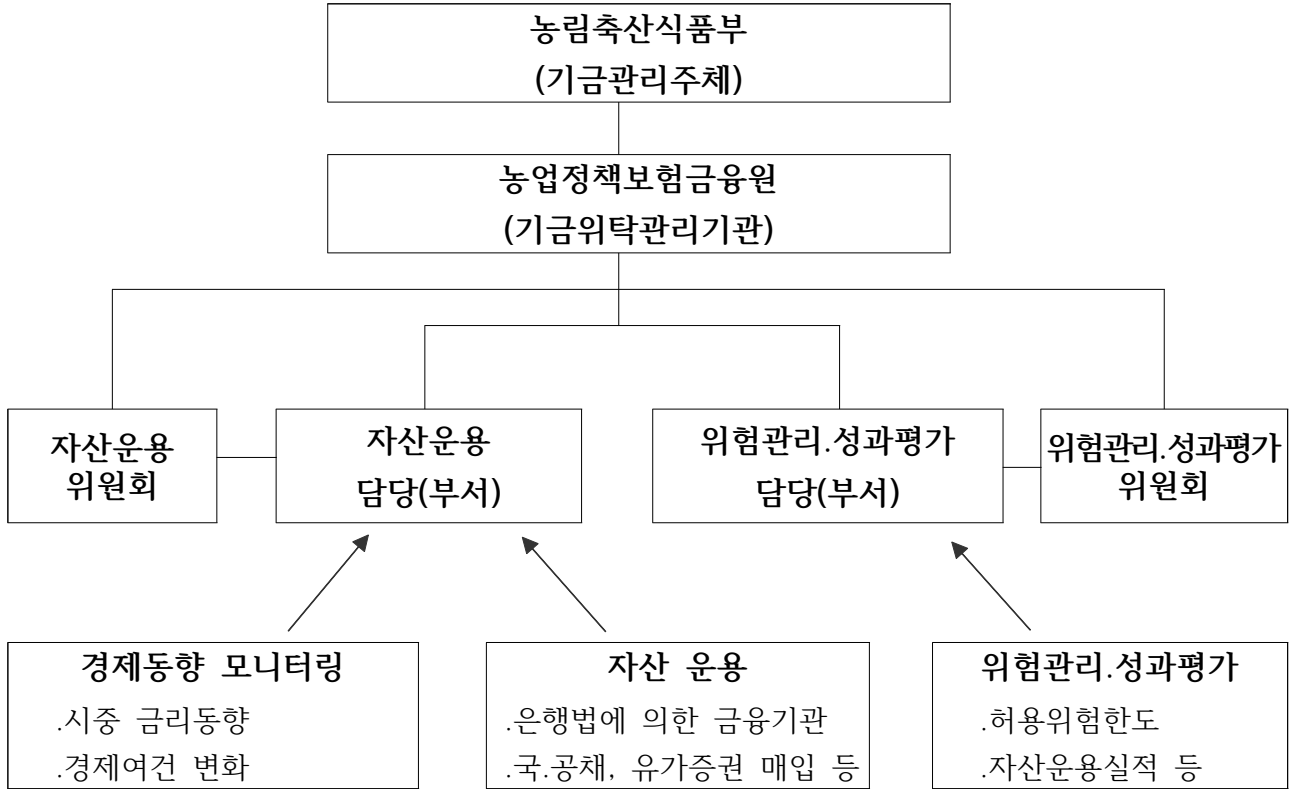 농림축산식품부
(기금관리주체)
농업정책보험금융원
(기금위탁관리기관)
자산운용
위원회
자산운용
담당(부서)
위험관리.성과평가
담당(부서)
위험관리.성과평가
위원회
경제동향 모니터링
.시중 금리동향
.경제여건 변화
자산 운용
.은행법에 의한 금융기관
.국.공채, 유가증권 매입 등
위험관리.성과평가
.허용위험한도
.자산운용실적 등